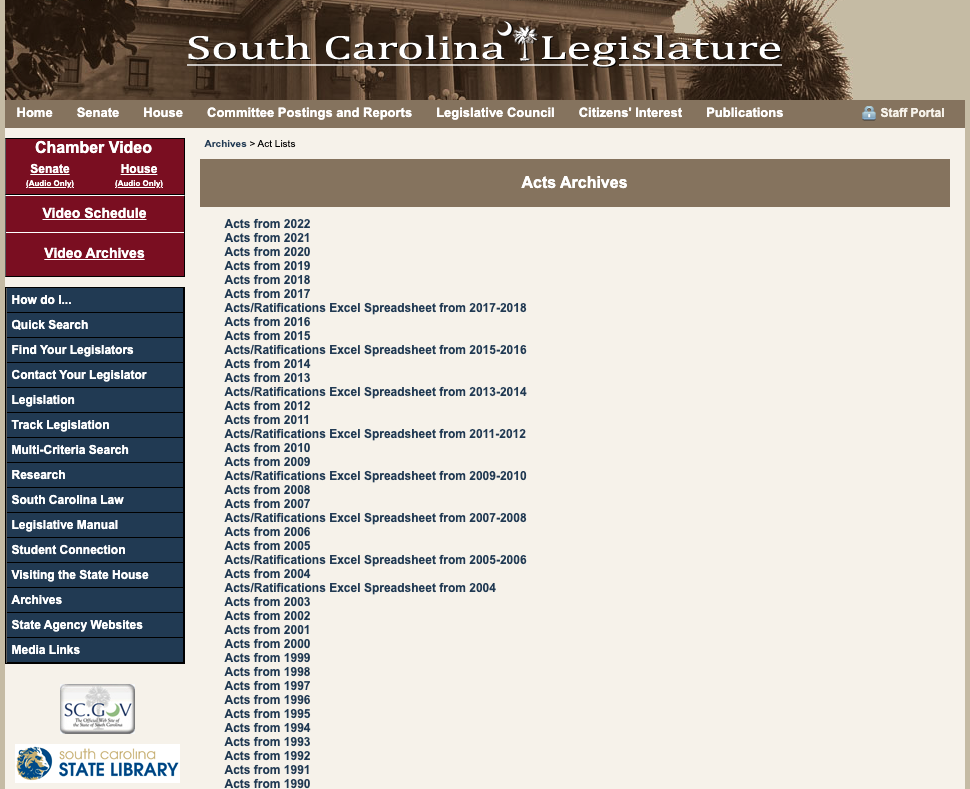 South Carolina Legislature
Home Senate House Committee Postings and Reports Legislative Council Citizens' Interest Publications Staff Portal
Chamber Video
Senate House
(Audio Only) (Audio Only)
Video Schedule
Video Archives
How do I...
Quick Search
Find Your Legislators
Contact Your Legislator
Legislation
Track Legislation
Multi-Criteria Search
Research
South Carolina Law
Legislative Manual
Student Connection
Visiting the State House
Archives
State Agency Websites
Media Links
SC.GOV
The Official Web Site of
the State of South Carolina
south carolina
STATE LIBRARY
Archives > Act Lists
Acts Archives
Acts from 2022
Acts from 2021
Acts from 2020
Acts from 2019
Acts from 2018
Acts from 2017
Acts/Ratifications Excel Spreadsheet from 2017-2018
Acts from 2016
Acts from 2015
Acts/Ratifications Excel Spreadsheet from 2015-2016
Acts from 2014
Acts from 2013
Acts/Ratifications Excel Spreadsheet from 2013-2014
Acts from 2012
Acts from 2011
Acts/Ratifications Excel Spreadsheet from 2011-2012
Acts from 2010
Acts from 2009
Acts/Ratifications Excel Spreadsheet from 2009-2010
Acts from 2008
Acts from 2007
Acts/Ratifications Excel Spreadsheet from 2007-2008
Acts from 2006
Acts from 2005
Acts/Ratifications Excel Spreadsheet from 2005-2006
Acts from 2004
Acts/Ratifications Excel Spreadsheet from 2004
Acts from 2003
Acts from 2002
Acts from 2001
Acts from 2000
Acts from 1999
Acts from 1998
Acts from 1997
Acts from 1996
Acts from 1995
Acts from 1994
Acts from 1993
Acts from 1992
Acts from 1991
Acts from 1990